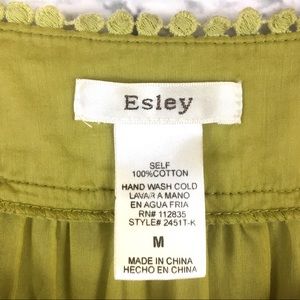 Esley
SELF
100%COTTON
HAND WASH COLD
LAVAR A MANO
EN AGUA FRIA
RN# 112835
STYLE# 2451T-K
M
MADE IN CHINA
HECHO EN CHINA